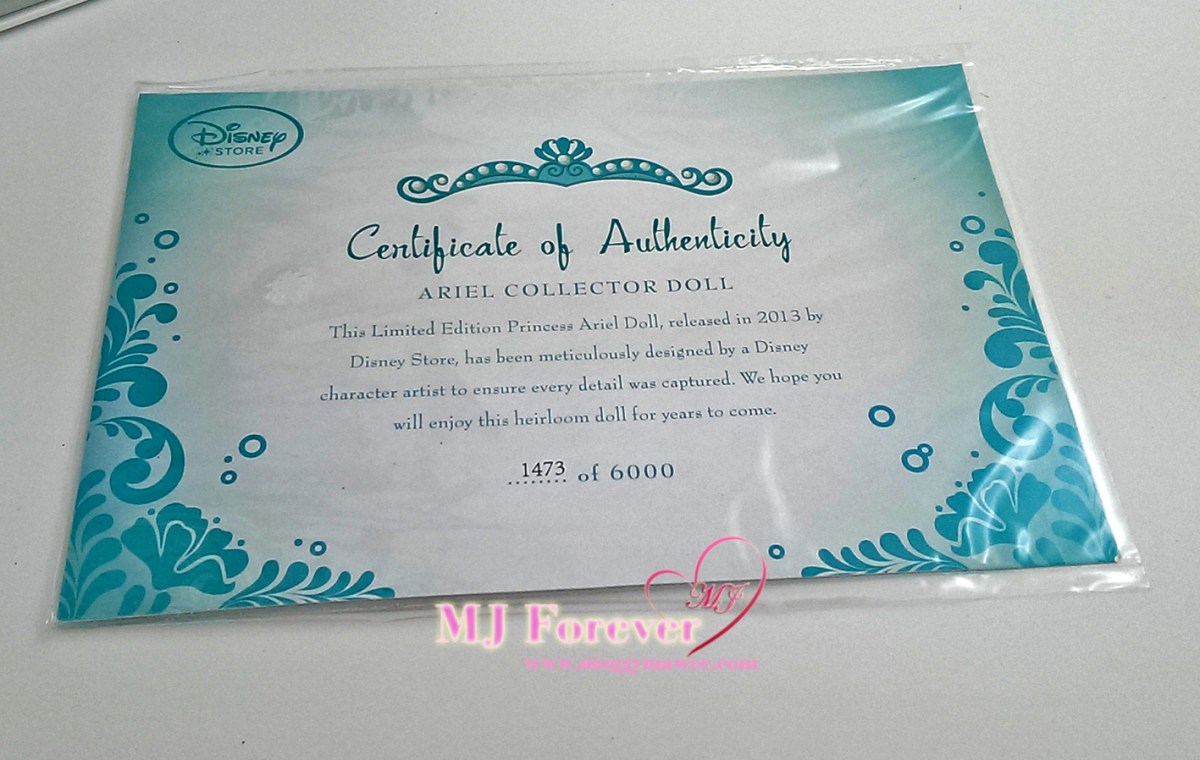 Disney
STORE
Certificate of Authenticity
ARIEL COLLECTOR DOLL
This Limited Edition Princess Ariel Doll, released in 2013 by
Disney Store, has been meticulously designed by a Disney
character artist to ensure every detail was captured. We hope you
will enjoy this heirloom doll for years to come.
1473 of 6000
MJ
MJ Forever